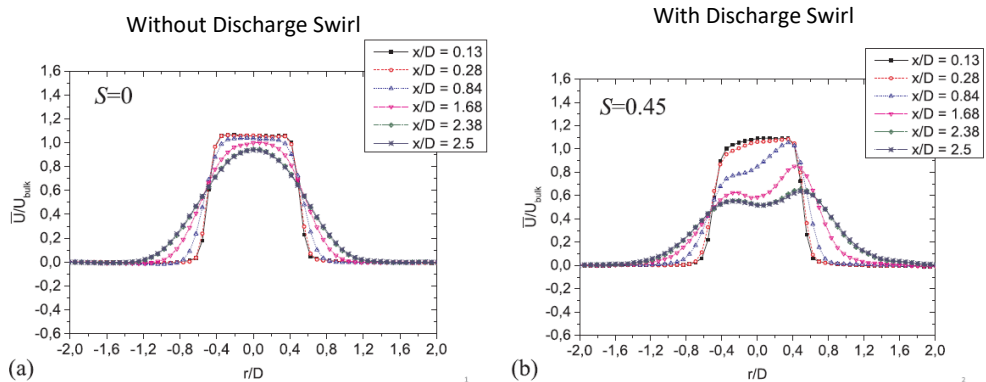 Without Discharge Swirl
x/D = 0.13
x/D = 0.28
x/D = 0.84
x/D = 1.68
x/D = 2.38
x/D = 2.5
S=0
1,6
1,4
1,2
1,0
0,8
0,6
0,4
0,2
0,0
-0,2
-0,4
-0,6
U̅/U_bulk
-2,0 -1,6 -1,2 -0,8 -0,4 0,0 0,4 0,8 1,2 1,6 2,0
r/D
(a)
1
With Discharge Swirl
x/D = 0.13
x/D = 0.28
x/D = 0.84
x/D = 1.68
x/D = 2.38
x/D = 2.5
S=0.45
1,6
1,4
1,2
1,0
0,8
0,6
0,4
0,2
0,0
-0,2
-0,4
-0,6
U̅/U_bulk
-2,0 -1,6 -1,2 -0,8 -0,4 0,0 0,4 0,8 1,2 1,6 2,0
r/D
(b)
2